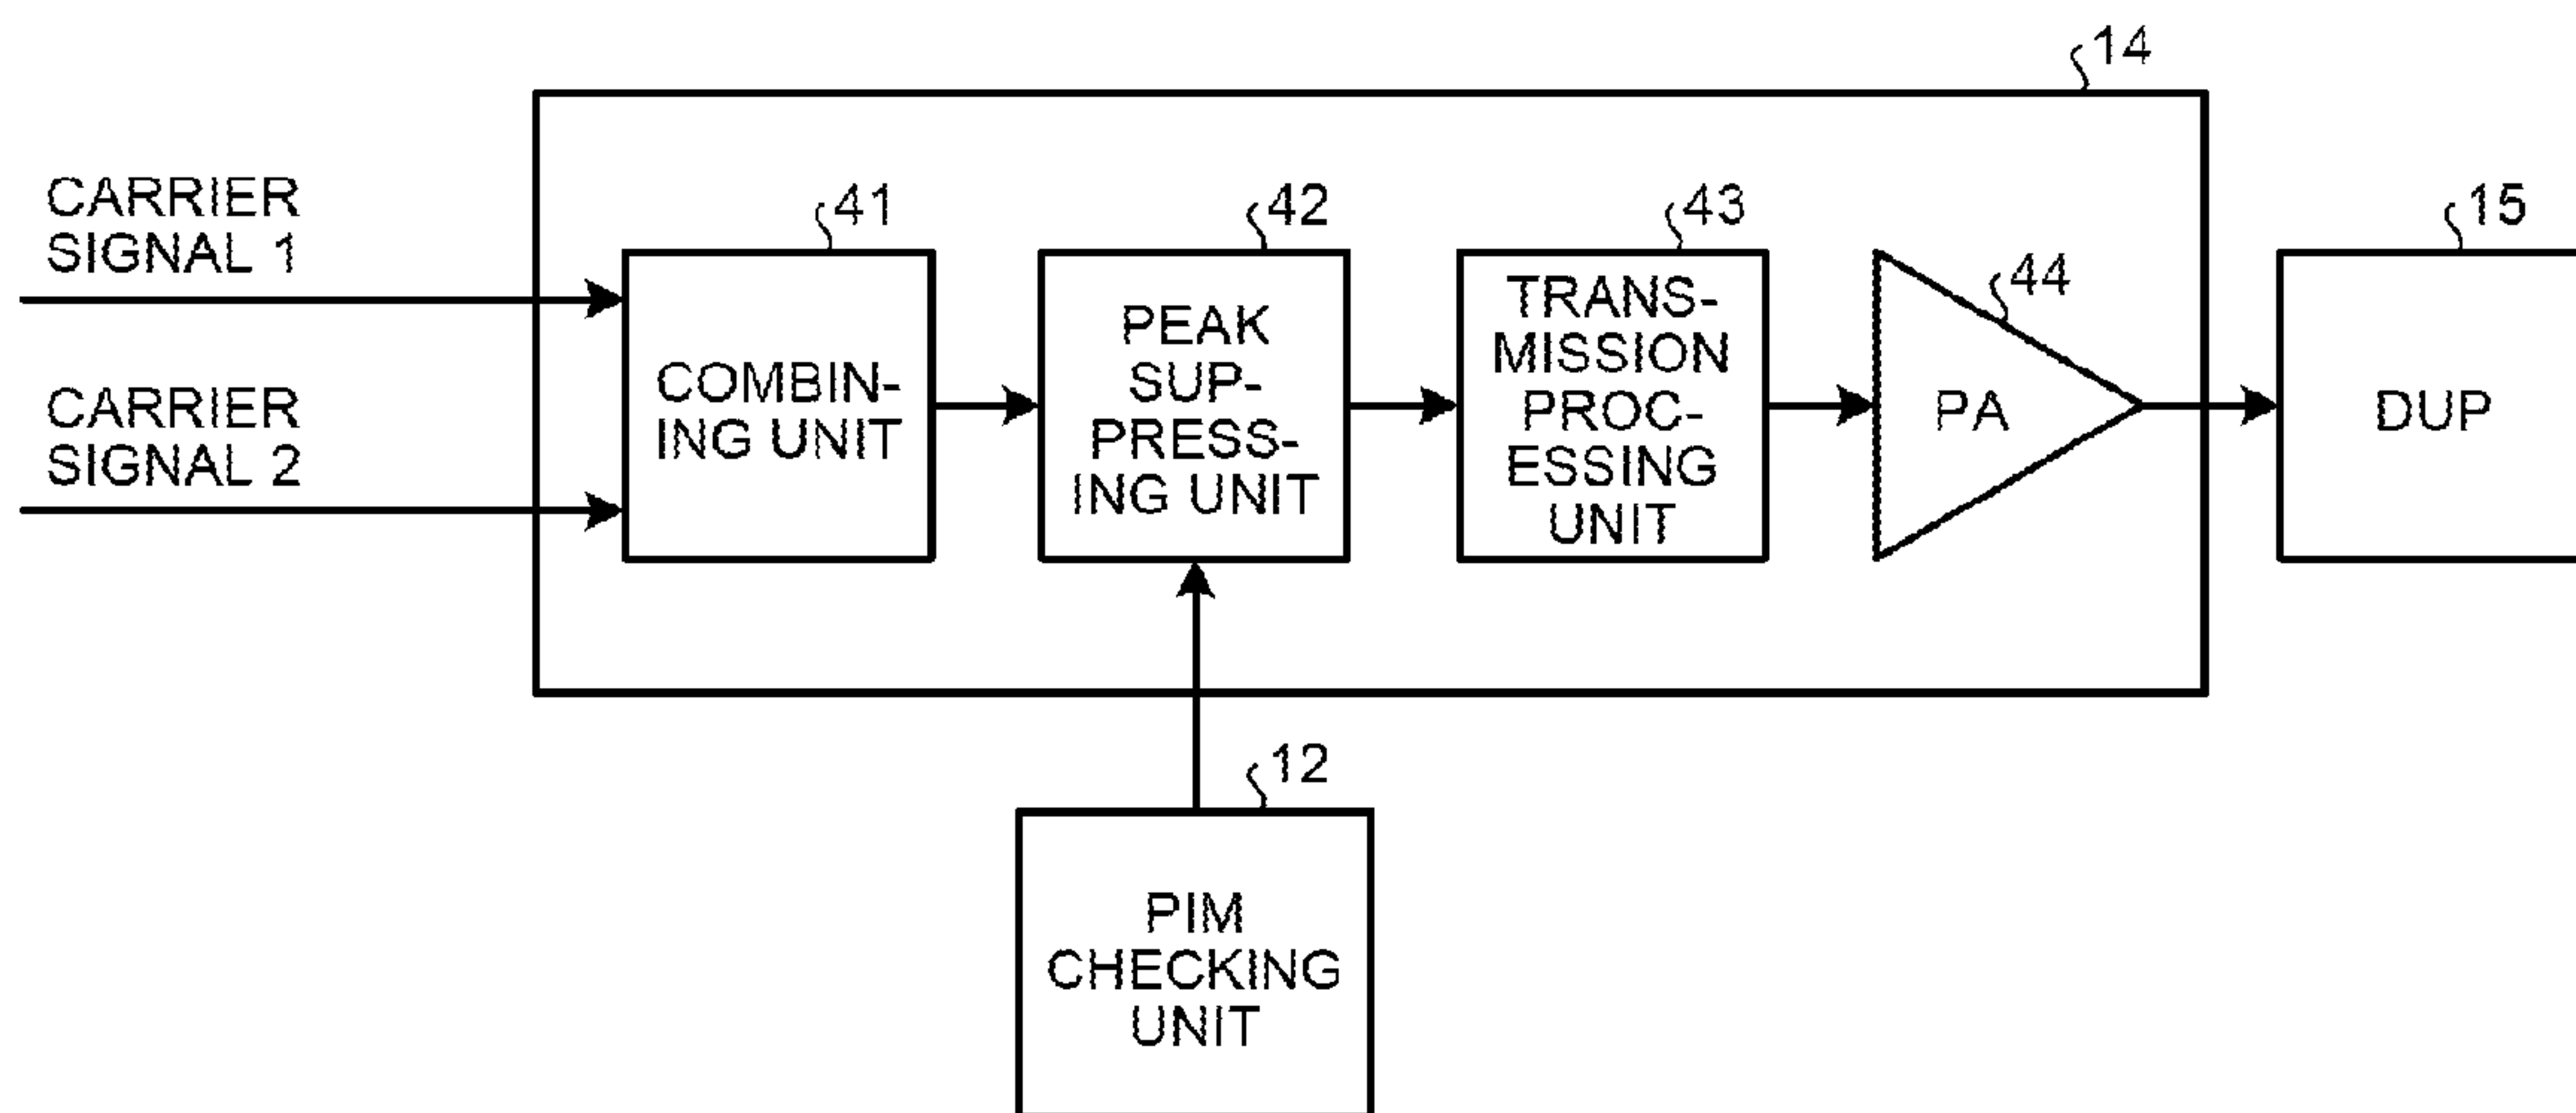 14
CARRIER
SIGNAL 1
CARRIER
SIGNAL 2
41
COMBIN-
ING UNIT
42
PEAK
SUP-
PRESS-
ING UNIT
43
TRANS-
MISSION
PROC-
ESSING
UNIT
44
PA
15
DUP
12
PIM
CHECKING
UNIT